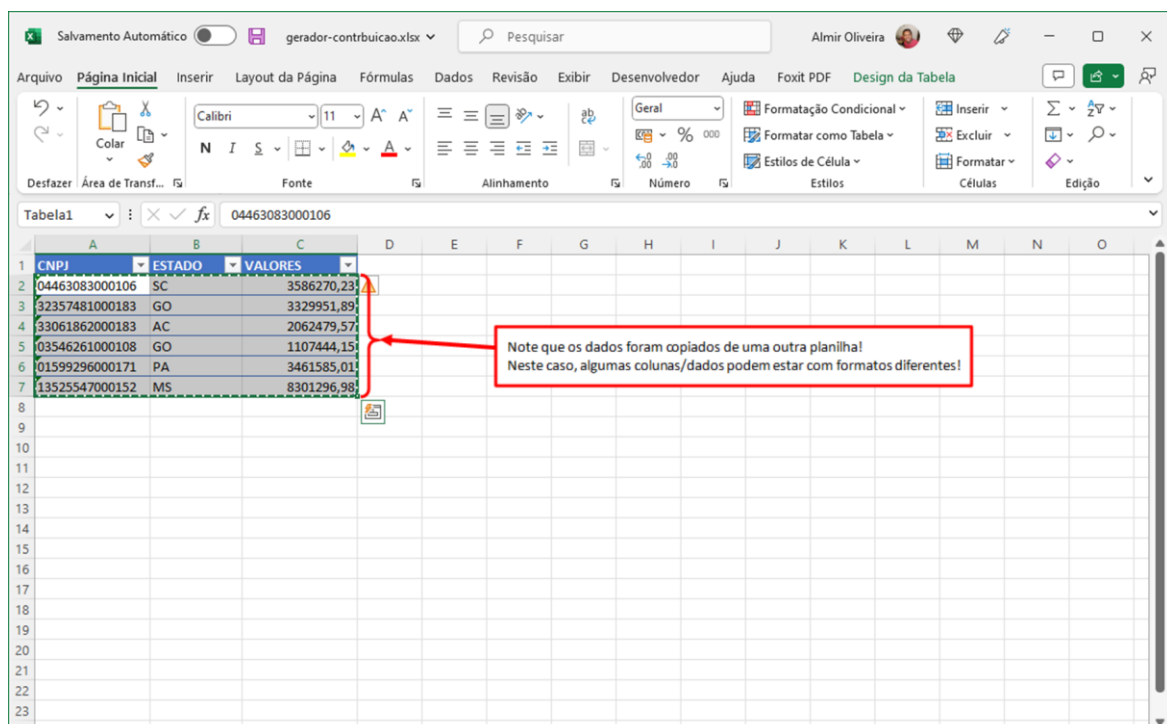 Salvamento Automático gerador-contrbuicao.xlsx Pesquisar Almir Oliveira
Arquivo Página Inicial Inserir Layout da Página Fórmulas Dados Revisão Exibir Desenvolvedor Ajuda Foxit PDF Design da Tabela
Colar
Calibri 11
N I S
ab
Geral
% 000
Formatação Condicional
Formatar como Tabela
Estilos de Célula
Inserir
Excluir
Formatar
Desfazer Área de Transf... Fonte Alinhamento Número Estilos Células Edição
Tabela1 fx 04463083000106
A B C D E F G H I J K L M N O
1 CNPJ ESTADO VALORES
2 04463083000106 SC 3586270,23
3 32357481000183 GO 3329951,89
4 33061862000183 AC 2062479,57
5 03546261000108 GO 1107444,15
6 01599296000171 PA 3461585,01
7 13525547000152 MS 8301296,98
Note que os dados foram copiados de uma outra planilha!
Neste caso, algumas colunas/dados podem estar com formatos diferentes!
8
9
10
11
12
13
14
15
16
17
18
19
20
21
22
23